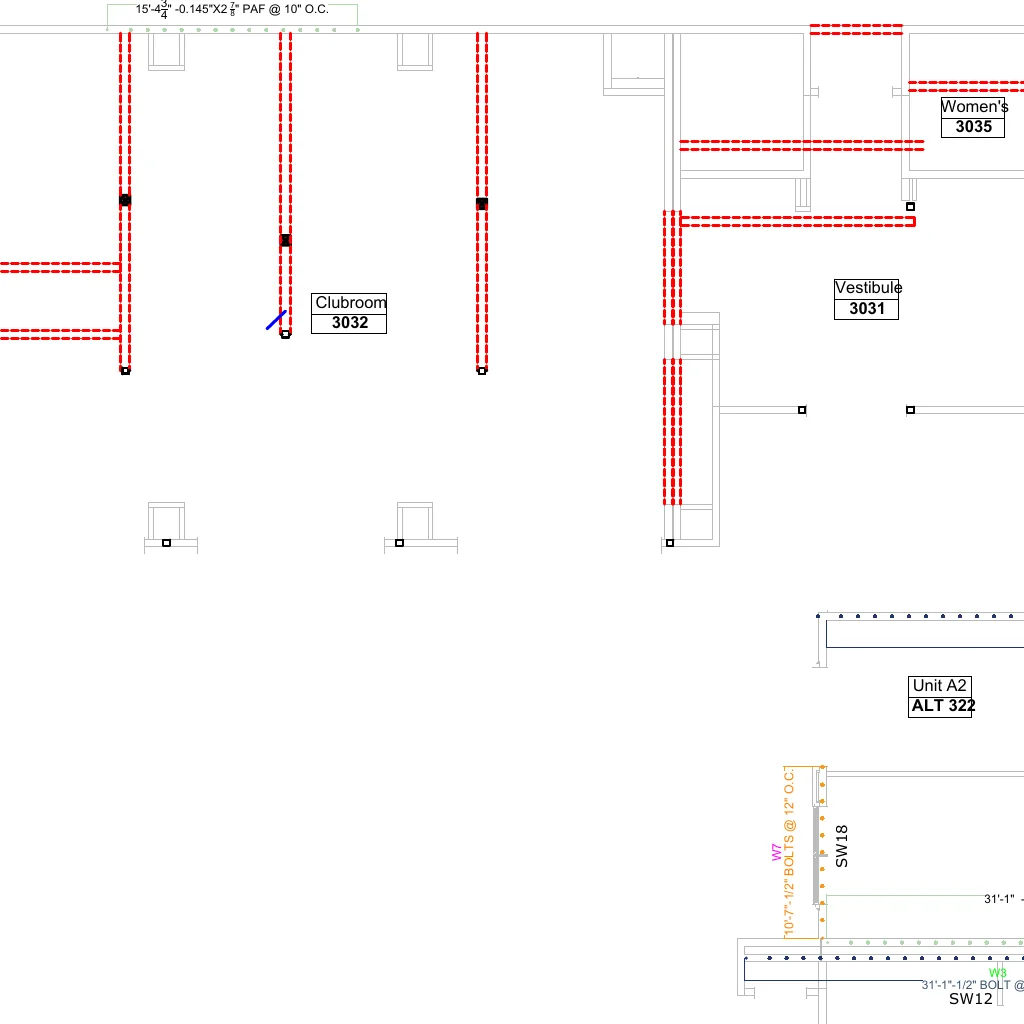 15'-4 3/4" -0.145"X2 7/8" PAF @ 10" O.C.
Women's
3035
Vestibule
3031
Clubroom
3032
Unit A2
ALT 322
W7
10'-7"-1/2" BOLTS @ 12" O.C.
SW18
31'-1" -
W3
31'-1"-1/2" BOLT @
SW12